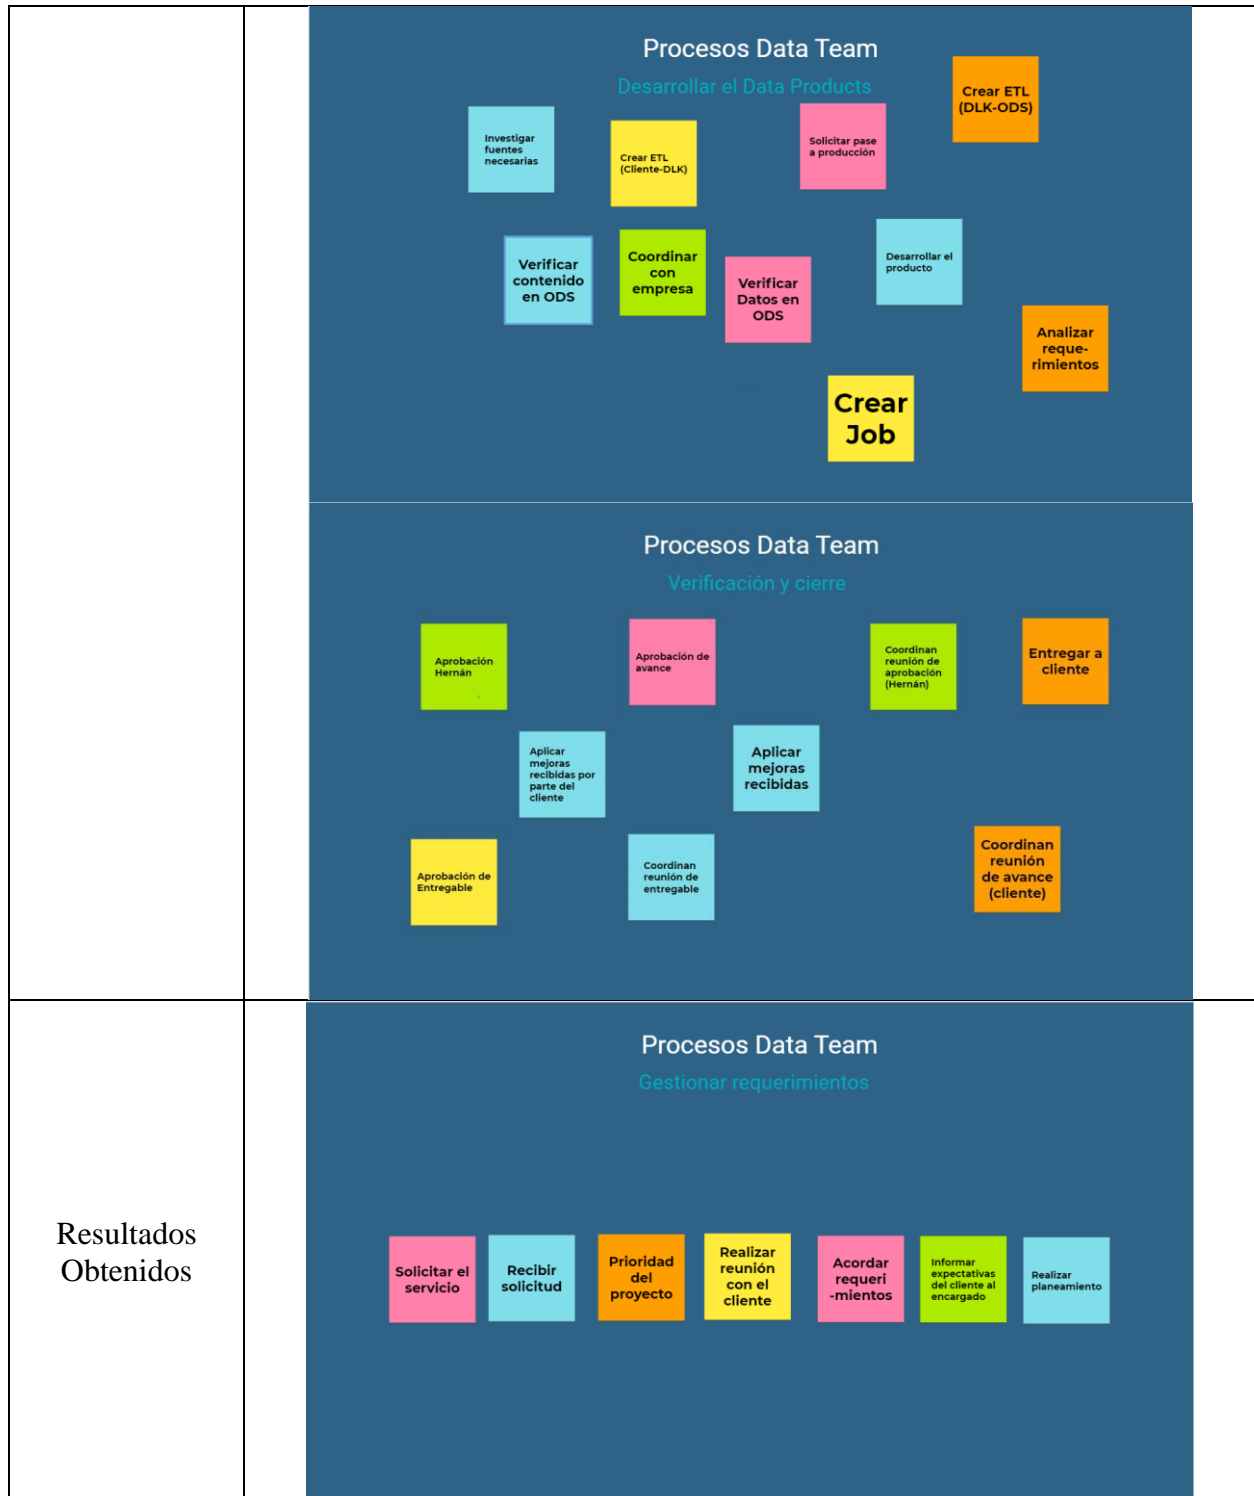 Procesos Data Team
Desarrollar el Data Products
Crear ETL
(DLK-ODS)
Investigar
fuentes
necesarias
Crear ETL
(Cliente-DLK)
Solicitar pase
a producción
Verificar
contenido
en ODS
Coordinar
con
empresa
Verificar
Datos en
ODS
Desarrollar el
producto
Analizar
reque-
rimientos
Crear
Job
Procesos Data Team
Verificación y cierre
Aprobación
Hernán
Aprobación de
avance
Coordinan
reunión de
aprobación
(Hernán)
Entregar a
cliente
Aplicar
mejoras
recibidas por
parte del
cliente
Aplicar
mejoras
recibidas
Aprobación de
Entregable
Coordinan
reunión de
entregable
Coordinan
reunión
de avance
(cliente)
Resultados
Obtenidos
Procesos Data Team
Gestionar requerimientos
Solicitar el
servicio
Recibir
solicitud
Prioridad
del
proyecto
Realizar
reunión
con el
cliente
Acordar
requeri
-mientos
Informar
expectativas
del cliente al
encargado
Realizar
planeamiento